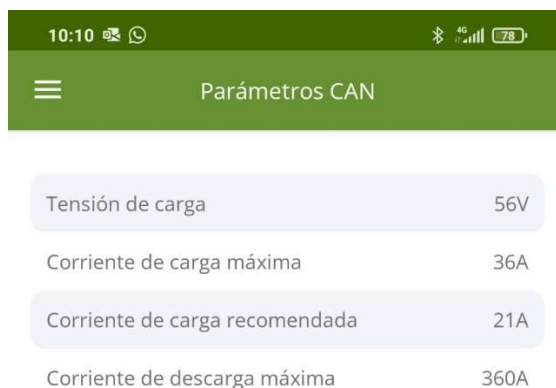 10:10
4G 78
Parámetros CAN
Tensión de carga 56V
Corriente de carga máxima 36A
Corriente de carga recomendada 21A
Corriente de descarga máxima 360A